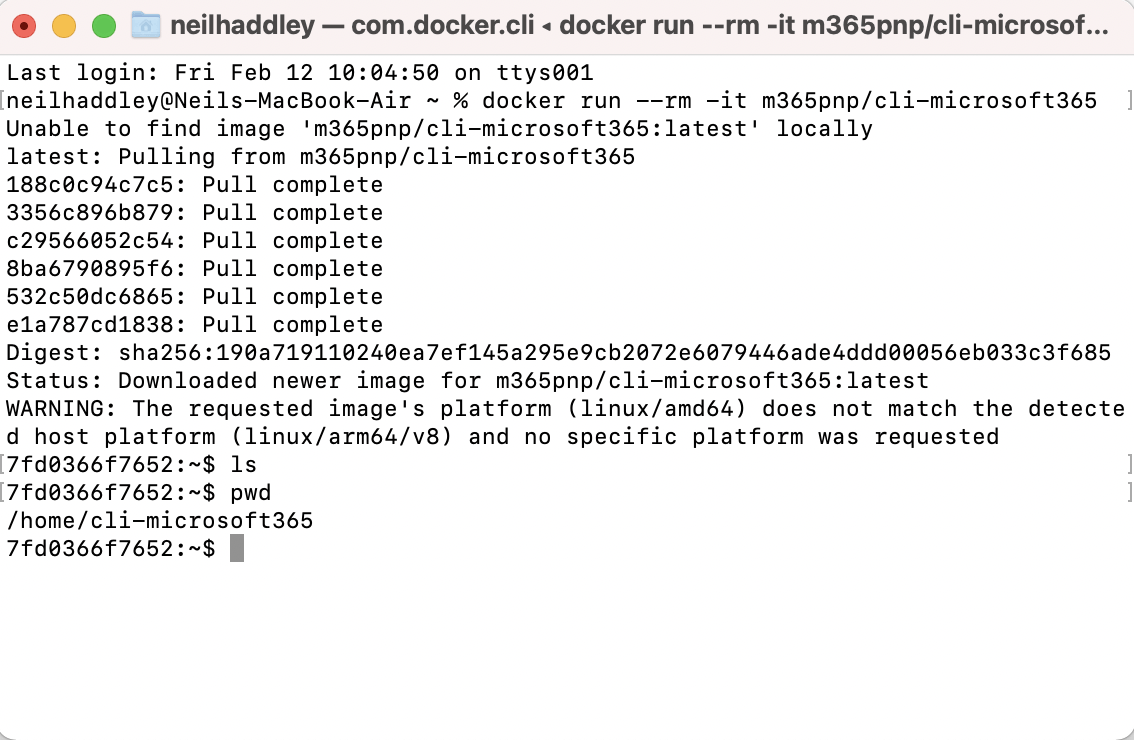 neilhaddley — com.docker.cli ◂ docker run --rm -it m365pnp/cli-microsof...
Last login: Fri Feb 12 10:04:50 on ttys001
[neilhaddley@Neils-MacBook-Air ~ % docker run --rm -it m365pnp/cli-microsoft365 ]
Unable to find image 'm365pnp/cli-microsoft365:latest' locally
latest: Pulling from m365pnp/cli-microsoft365
188c0c94c7c5: Pull complete
3356c896b879: Pull complete
c29566052c54: Pull complete
8ba6790895f6: Pull complete
532c50dc6865: Pull complete
e1a787cd1838: Pull complete
Digest: sha256:190a719110240ea7ef145a295e9cb2072e6079446ade4ddd00056eb033c3f685
Status: Downloaded newer image for m365pnp/cli-microsoft365:latest
WARNING: The requested image's platform (linux/amd64) does not match the detecte
d host platform (linux/arm64/v8) and no specific platform was requested
[7fd0366f7652:~$ ls ]
[7fd0366f7652:~$ pwd ]
/home/cli-microsoft365
7fd0366f7652:~$